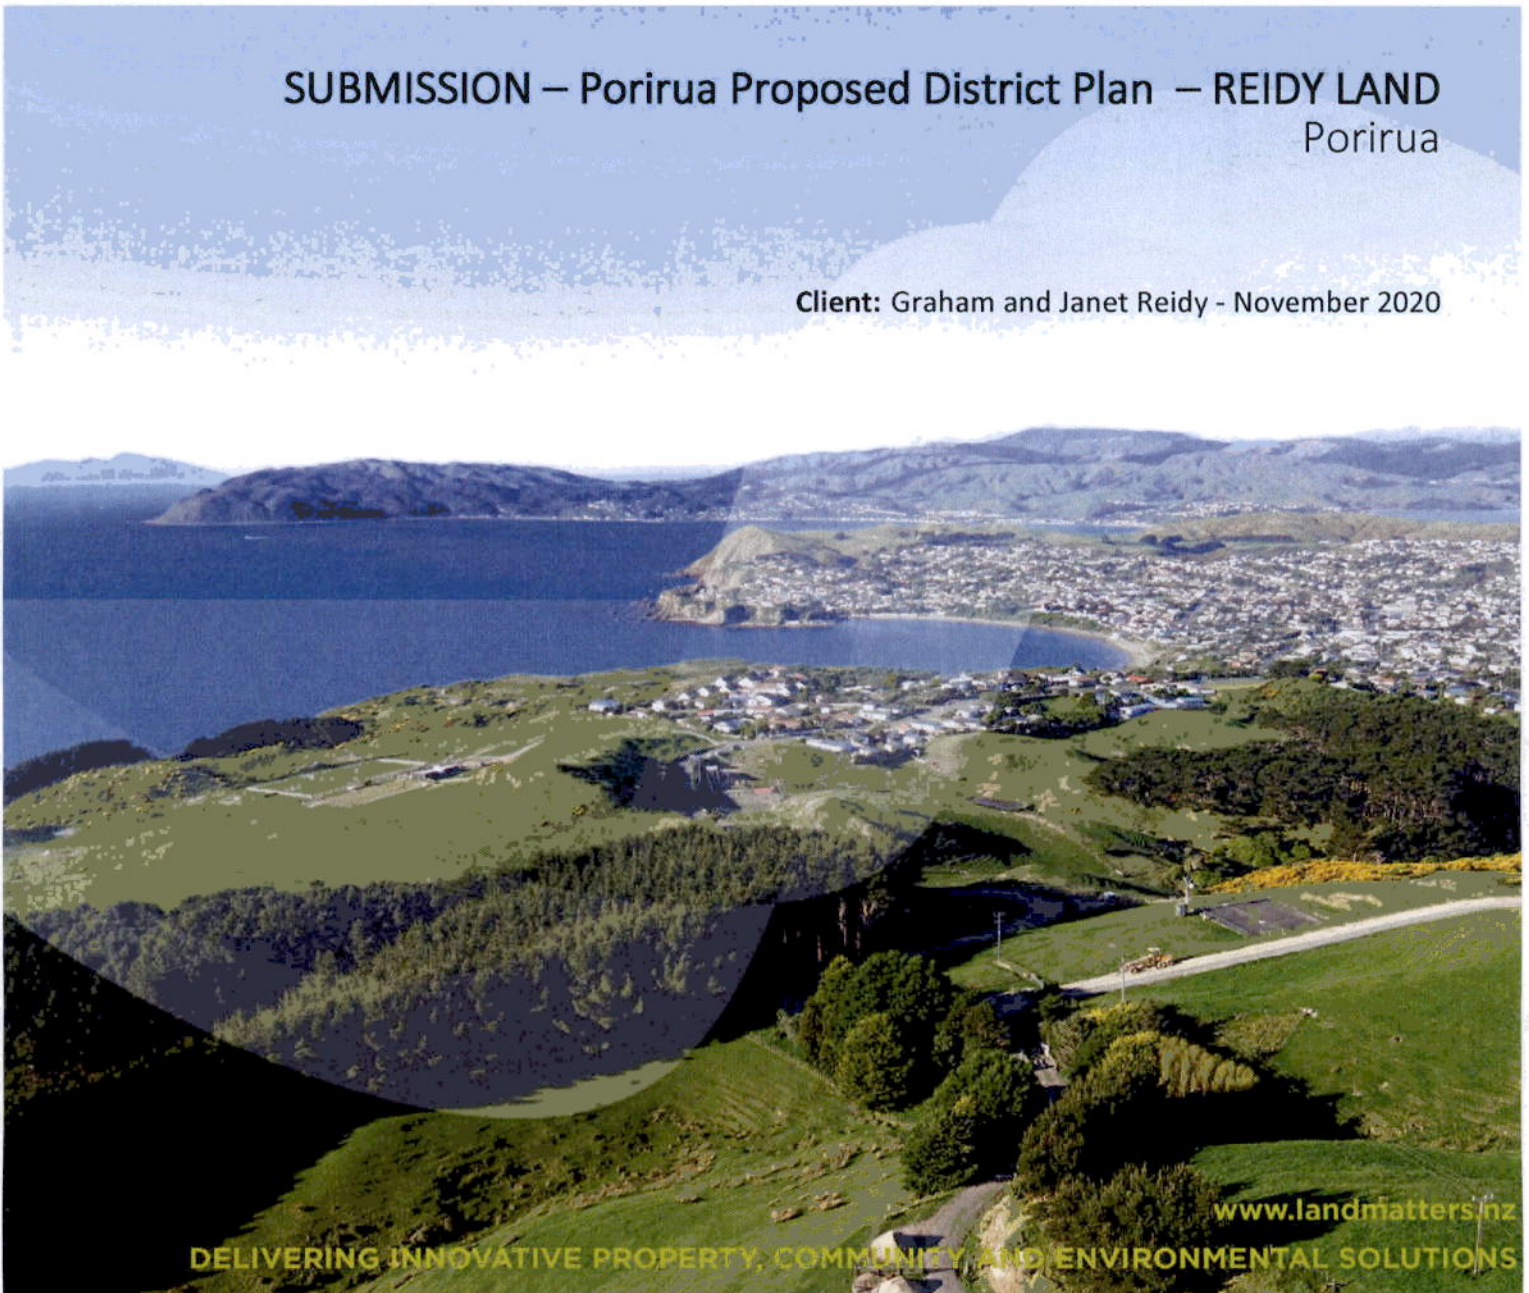 SUBMISSION – Porirua Proposed District Plan – REIDY LAND
Porirua
Client: Graham and Janet Reidy - November 2020
www.landmatters.nz
DELIVERING INNOVATIVE PROPERTY, COMMUNITY AND ENVIRONMENTAL SOLUTIONS